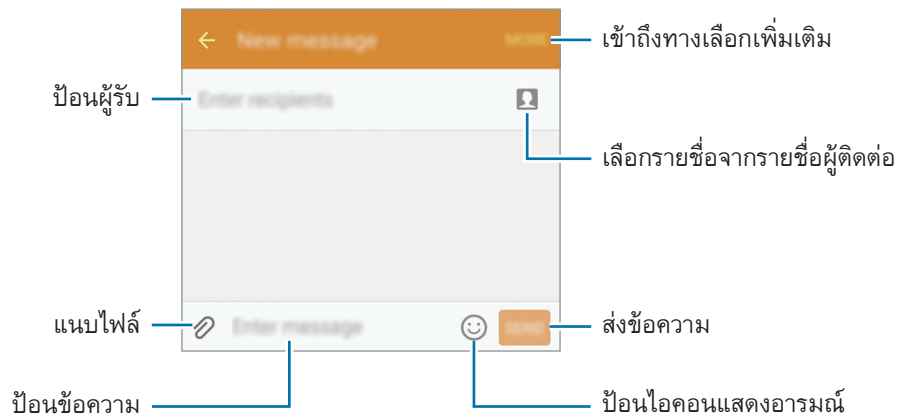 New message
MORE
เข้าถึงทางเลือกเพิ่มเติม
ป้อนผู้รับ
Enter recipients
เลือกรายชื่อจากรายชื่อผู้ติดต่อ
แนบไฟล์
Enter message
SEND
ส่งข้อความ
ป้อนข้อความ
ป้อนไอคอนแสดงอารมณ์